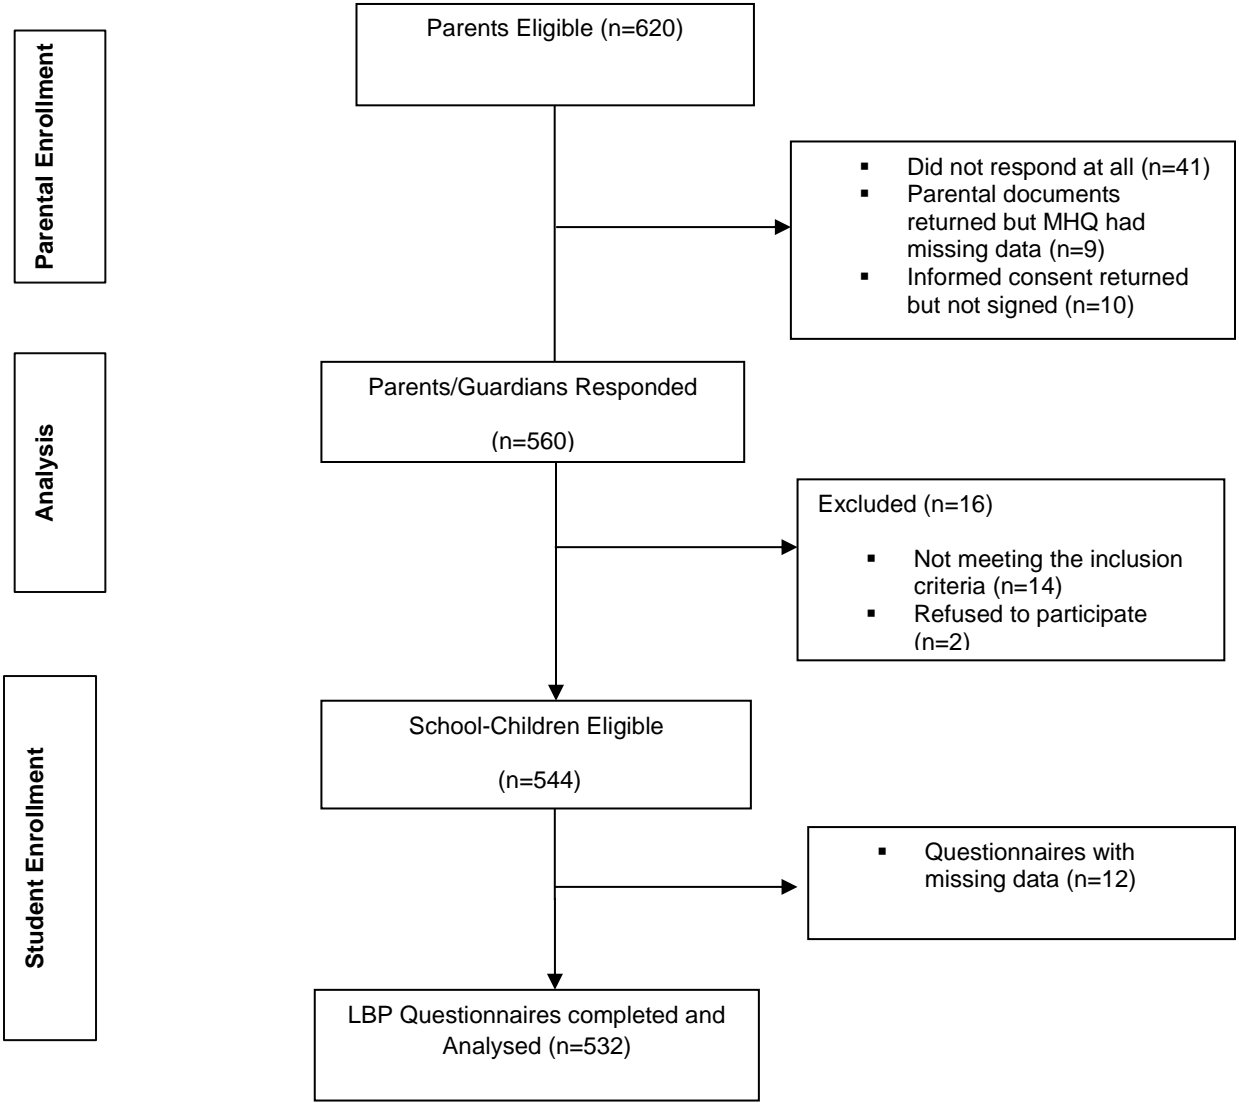 Parental Enrollment
Parents Eligible (n=620)
▪ Did not respond at all (n=41)
▪ Parental documents
returned but MHQ had
missing data (n=9)
▪ Informed consent returned
but not signed (n=10)
Analysis
Parents/Guardians Responded
(n=560)
Excluded (n=16)
▪ Not meeting the inclusion
criteria (n=14)
▪ Refused to participate
(n=2)
Student Enrollment
School-Children Eligible
(n=544)
▪ Questionnaires with
missing data (n=12)
LBP Questionnaires completed and
Analysed (n=532)